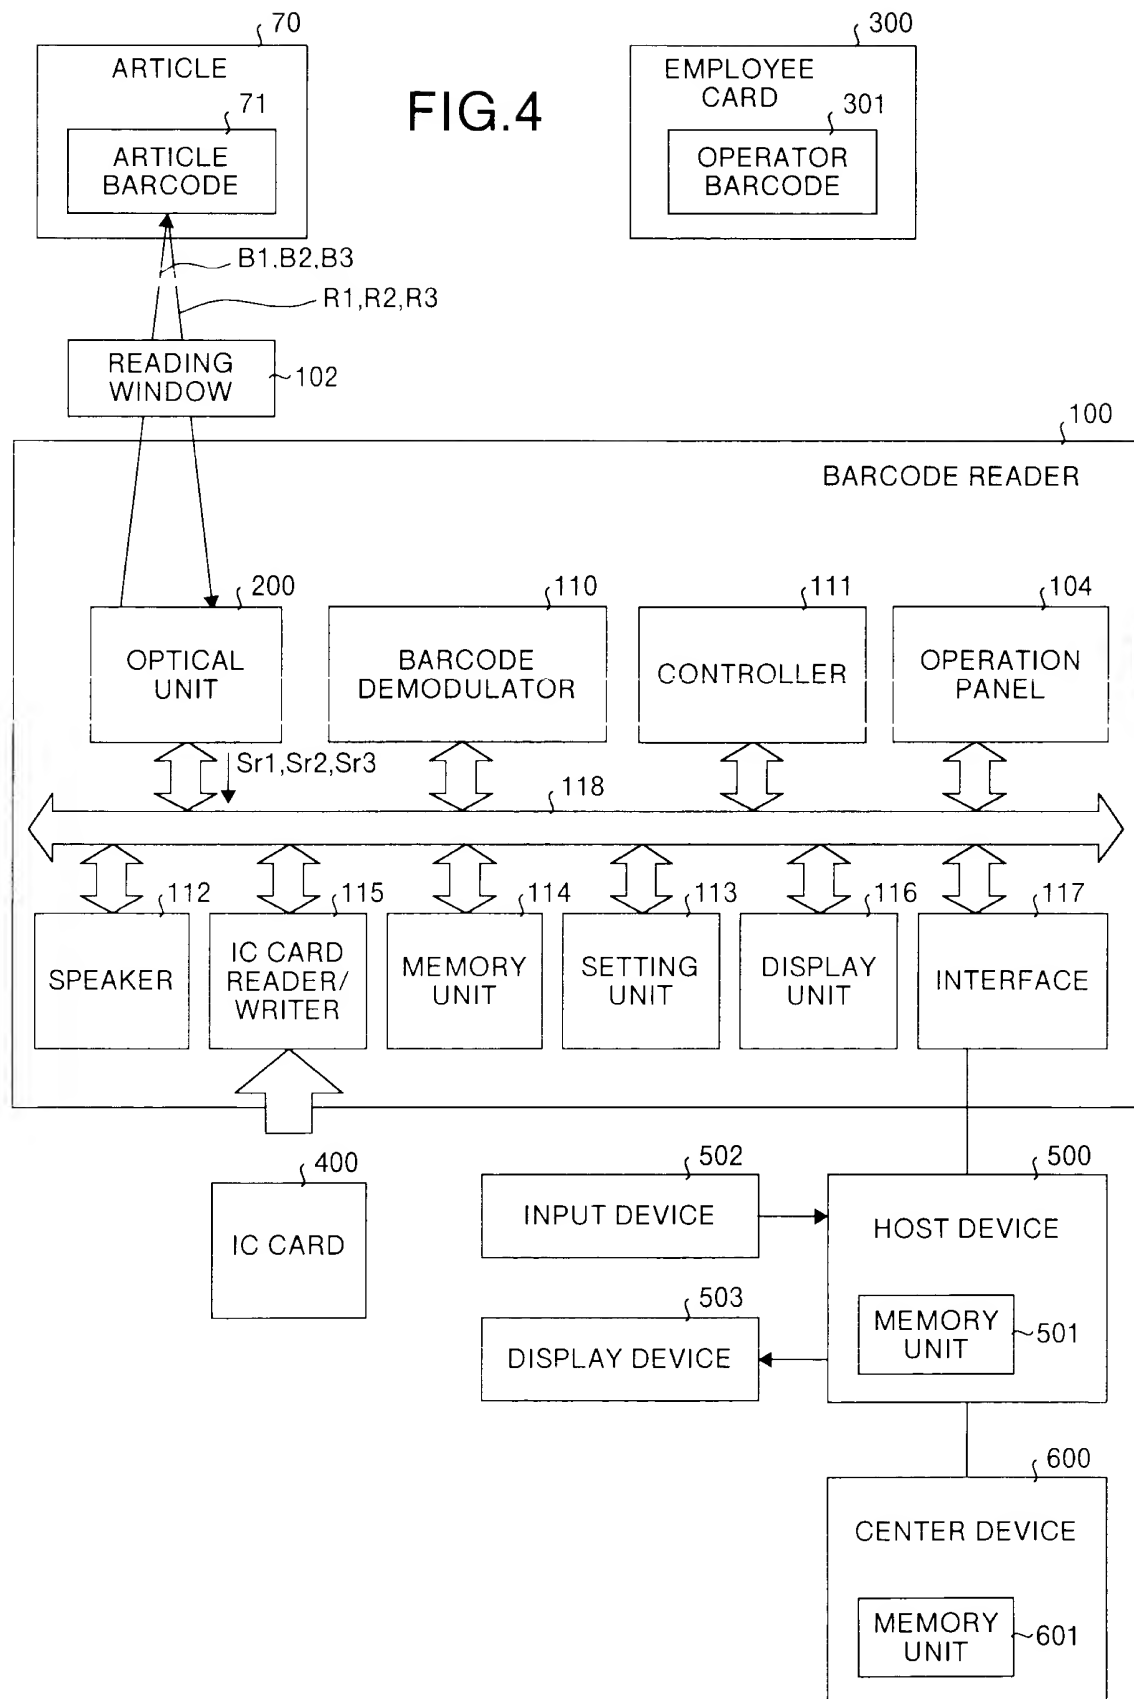 70
ARTICLE
71
ARTICLE
BARCODE
FIG.4
300
EMPLOYEE
CARD
301
OPERATOR
BARCODE
B1,B2,B3
R1,R2,R3
READING
WINDOW
102
100
BARCODE READER
200
OPTICAL
UNIT
110
BARCODE
DEMODULATOR
111
CONTROLLER
104
OPERATION
PANEL
Sr1,Sr2,Sr3
118
112
SPEAKER
115
IC CARD
READER/
WRITER
114
MEMORY
UNIT
113
SETTING
UNIT
116
DISPLAY
UNIT
117
INTERFACE
400
IC CARD
502
INPUT DEVICE
500
HOST DEVICE
503
DISPLAY DEVICE
MEMORY
UNIT
501
600
CENTER DEVICE
MEMORY
UNIT
601